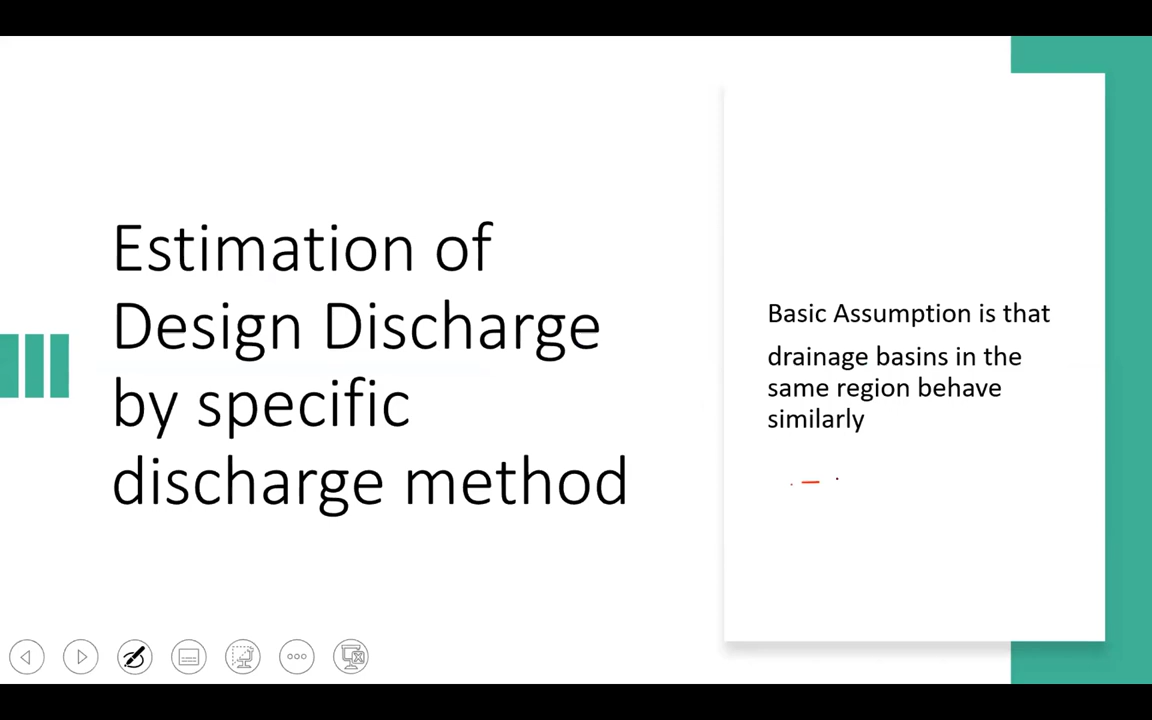 Estimation of
Design Discharge
by specific
discharge method
Basic Assumption is that
drainage basins in the
same region behave
similarly